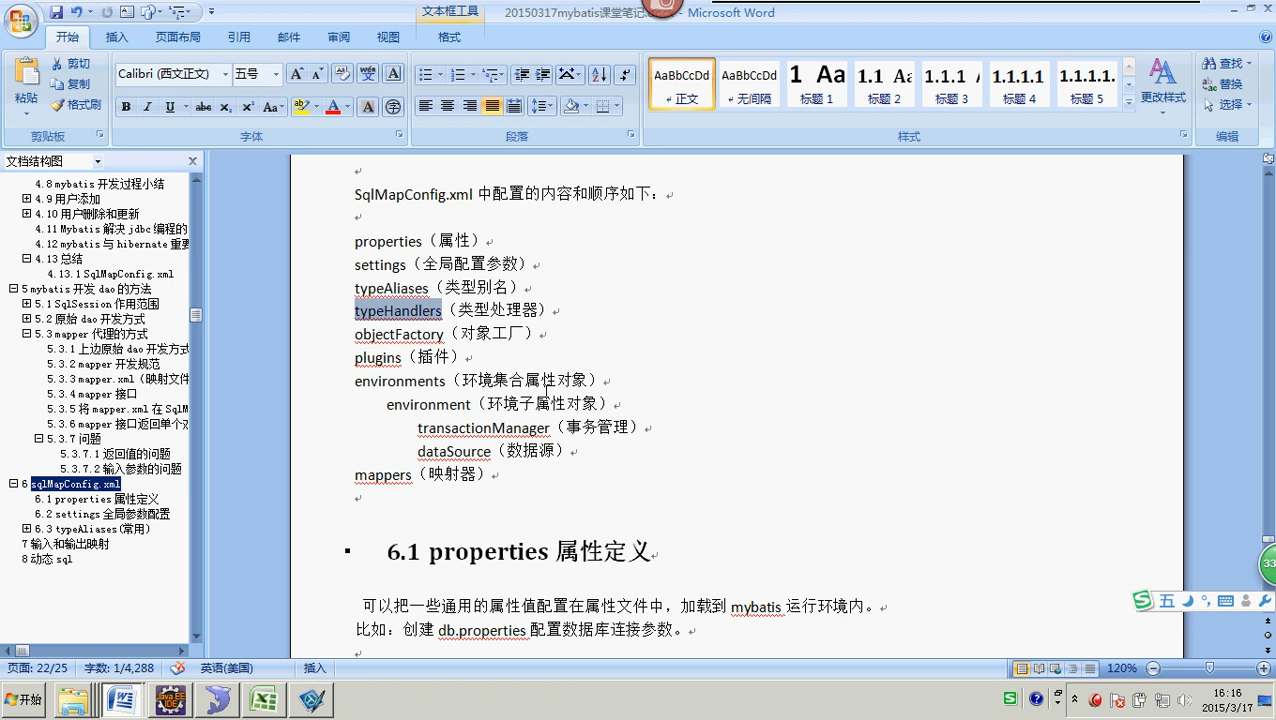 文本框工具
20150317mybatis课堂笔记
- Microsoft Word
开始
插入
页面布局
引用
邮件
审阅
视图
格式
粘贴
剪切
复制
格式刷
剪贴板
Calibri (西文正文)
五号
字体
段落
AaBbCcDd
正文
AaBbCcDd
无间隔
1 Aa
标题 1
1.1 Aa
标题 2
1.1.1
标题 3
1.1.1.1
标题 4
1.1.1.1.
标题 5
更改样式
样式
查找
替换
选择
编辑
文档结构图
4.8 mybatis 开发过程小结
4.9 用户添加
4.10 用户删除和更新
4.11 Mybatis 解决 jdbc 编程的
4.12 mybatis 与 hibernate 重要
4.13 总结
4.13.1 SqlMapConfig.xml
5 mybatis 开发 dao 的方法
5.1 SqlSession 作用范围
5.2 原始 dao 开发方式
5.3 mapper 代理的方式
5.3.1 上边原始 dao 开发方式
5.3.2 mapper 开发规范
5.3.3 mapper.xml（映射文件
5.3.4 mapper 接口
5.3.5 将 mapper.xml 在 SqlM
5.3.6 mapper 接口返回单个对
5.3.7 问题
5.3.7.1 返回值的问题
5.3.7.2 输入参数的问题
6 sqlMapConfig.xml
6.1 properties 属性定义
6.2 settings 全局参数配置
6.3 typeAliases(常用)
7 输入和输出映射
8 动态 sql
SqlMapConfig.xml 中配置的内容和顺序如下：
properties（属性）
settings（全局配置参数）
typeAliases（类型别名）
typeHandlers（类型处理器）
objectFactory（对象工厂）
plugins（插件）
environments（环境集合属性对象）
environment（环境子属性对象）
transactionManager（事务管理）
dataSource（数据源）
mappers（映射器）
6.1 properties 属性定义
可以把一些通用的属性值配置在属性文件中，加载到 mybatis 运行环境内。
比如：创建 db.properties 配置数据库连接参数。
33
五
页面: 22/25
字数: 1/4,288
英语(美国)
插入
120%
开始
16:16
2015/3/17